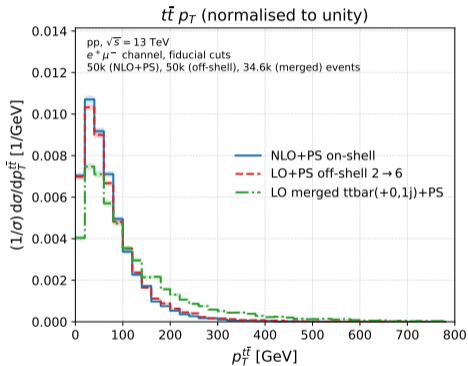 tt̄ p_T (normalised to unity)
pp, √s = 13 TeV
e⁺μ⁻ channel, fiducial cuts
50k (NLO+PS), 50k (off-shell), 34.6k (merged) events
NLO+PS on-shell
LO+PS off-shell 2→6
LO merged ttbar(+0,1j)+PS
(1/σ) dσ/dp_T^{tt̄} [1/GeV]
0.014
0.012
0.010
0.008
0.006
0.004
0.002
0.000
0 100 200 300 400 500 600 700 800
p_T^{tt̄} [GeV]